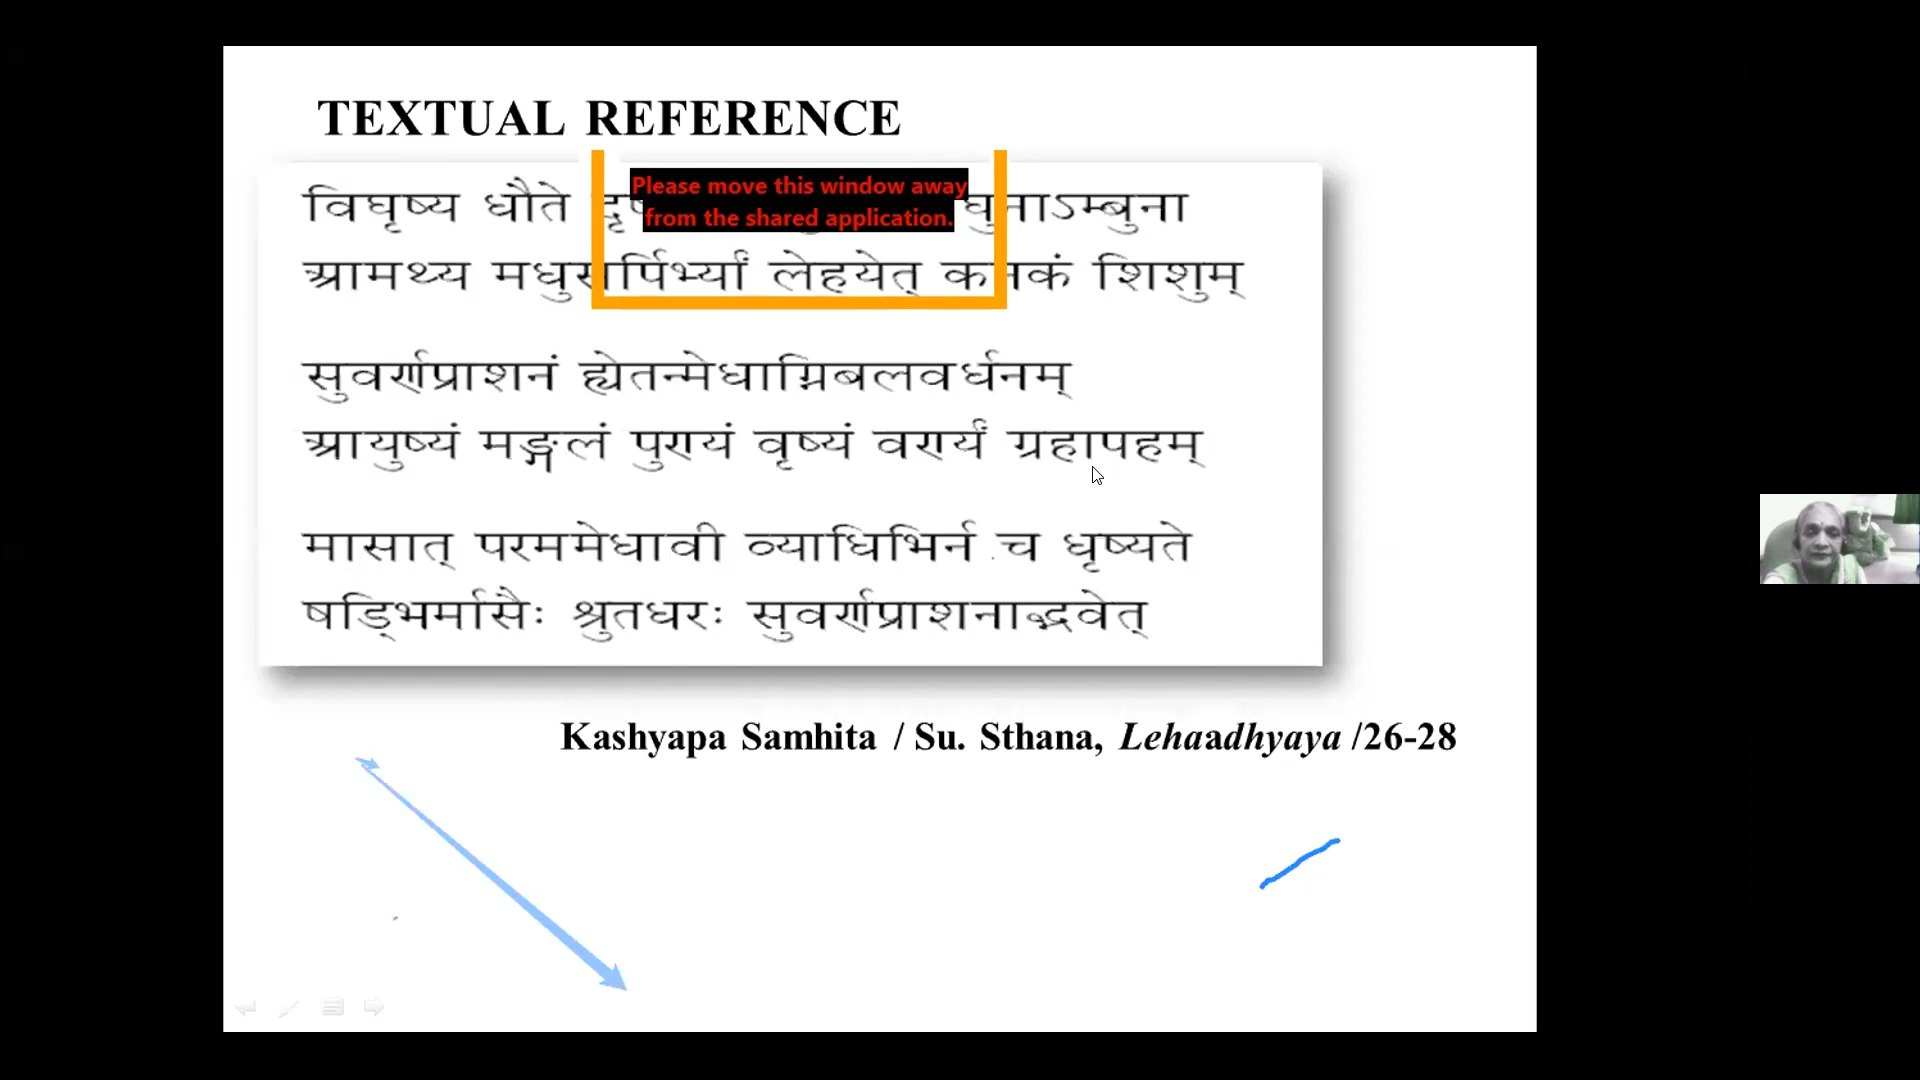 TEXTUAL REFERENCE
Please move this window away
from the shared application.
विघृष्य धौते ऽम्बुना
आमथ्य मधुसर्पिर्भ्यां लेहयेत् कनकं शिशुम्
सुवर्णप्राशनं ह्येतन्मेधाग्निबलवर्धनम्
आयुष्यं मङ्गलं पुण्यं वृष्यं वर्ण्यं ग्रहापहम्
मासात् परममेधावी व्याधिभिर्न च धृष्यते
षड्भिर्मासैः श्रुतधरः सुवर्णप्राशनाद्भवेत्
Kashyapa Samhita / Su. Sthana, Lehaadhyaya /26-28